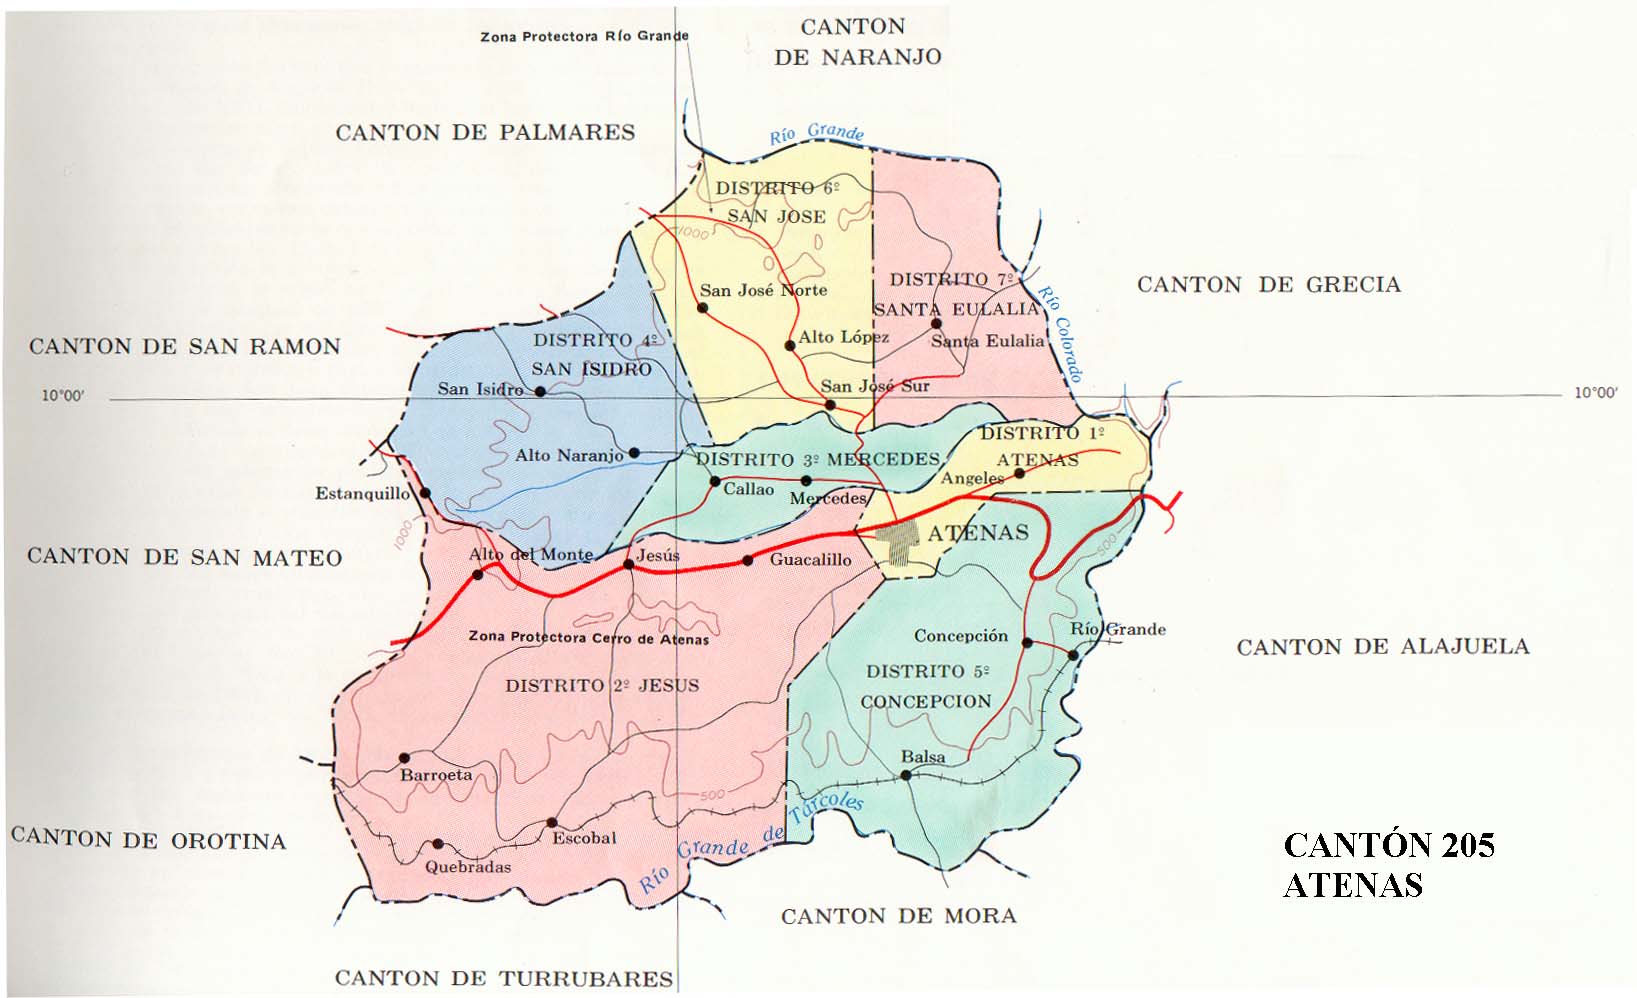 Zona Protectora Río Grande
CANTON
DE NARANJO
CANTON DE PALMARES
Río Grande
DISTRITO 6º
SAN JOSE
1000
CANTON DE GRECIA
DISTRITO 7º
SANTA EULALIA
Río Colorado
San José Norte
Alto López
Santa Eulalia
CANTON DE SAN RAMON
DISTRITO 4º
SAN ISIDRO
San Isidro
San José Sur
10°00'
10°00'
Alto Naranjo
DISTRITO 3º MERCEDES
DISTRITO 1º
ATENAS
Angeles
Callao
Mercedes
Estanquillo
1000
ATENAS
500
CANTON DE SAN MATEO
Alto del Monte
Jesús
Guacalillo
Zona Protectora Cerro de Atenas
Concepción
Río Grande
CANTON DE ALAJUELA
DISTRITO 2º JESUS
DISTRITO 5º
CONCEPCION
Barroeta
Balsa
500
Río Grande de Tárcoles
Escobal
Quebradas
CANTON DE OROTINA
CANTÓN 205
ATENAS
CANTON DE MORA
CANTON DE TURRUBARES